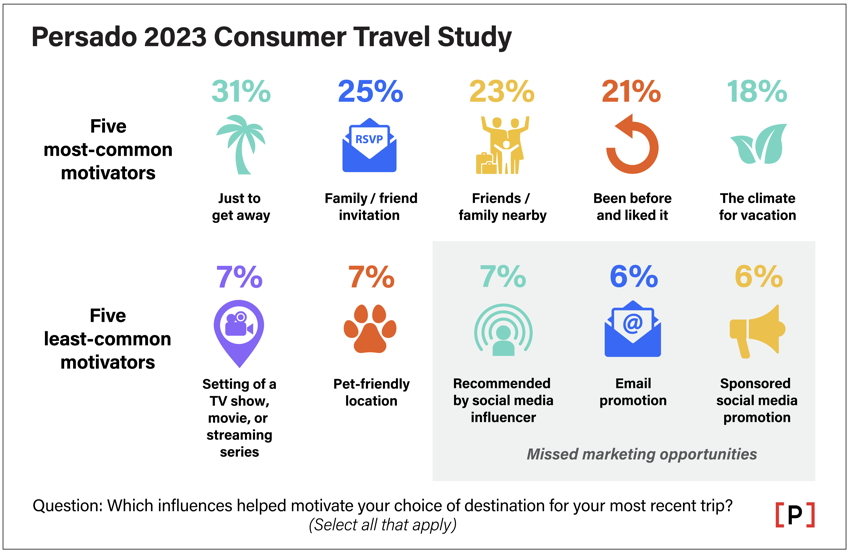 Persado 2023 Consumer Travel Study
Five
most-common
motivators
31%
Just to
get away
25%
RSVP
Family / friend
invitation
23%
Friends /
family nearby
21%
Been before
and liked it
18%
The climate
for vacation
Five
least-common
motivators
7%
Setting of a
TV show,
movie, or
streaming
series
7%
Pet-friendly
location
7%
Recommended
by social media
influencer
6%
@
Email
promotion
6%
Sponsored
social media
promotion
Missed marketing opportunities
Question: Which influences helped motivate your choice of destination for your most recent trip?
(Select all that apply)
[P]